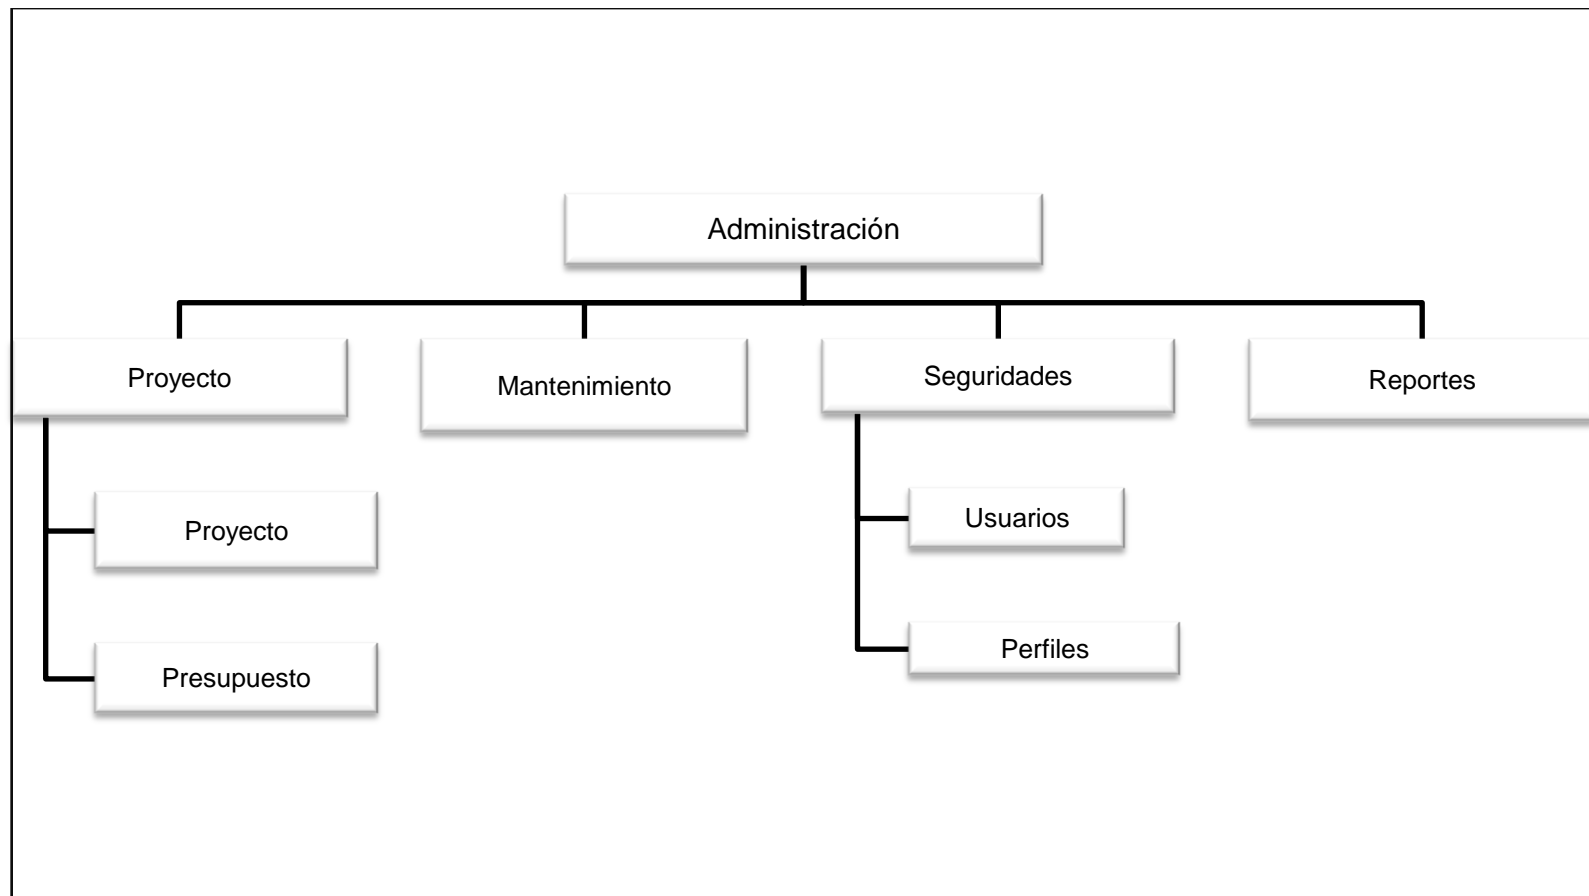 Administración
Proyecto
Mantenimiento
Seguridades
Reportes
Proyecto
Usuarios
Presupuesto
Perfiles